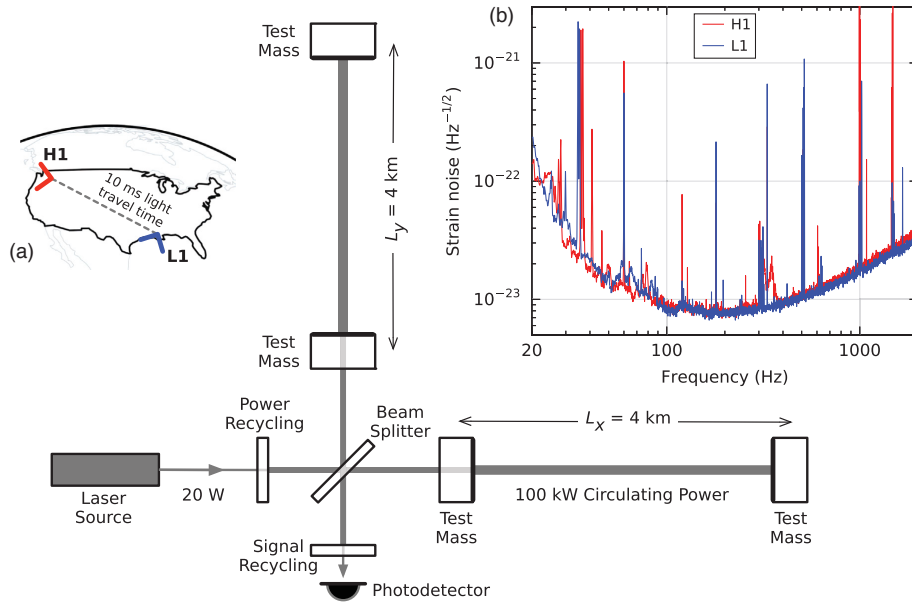 Test
Mass
L_y = 4 km
(a)
H1
10 ms light
travel time
L1
(b)
H1
L1
Strain noise (Hz^{-1/2})
10^{-21}
10^{-22}
10^{-23}
20
100
1000
Frequency (Hz)
Test
Mass
Power
Recycling
Beam
Splitter
L_x = 4 km
Laser
Source
20 W
100 kW Circulating Power
Test
Mass
Test
Mass
Signal
Recycling
Photodetector